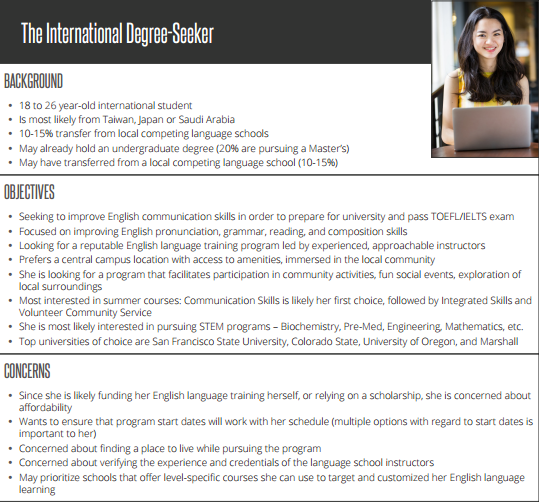 The International Degree-Seeker
BACKGROUND
• 18 to 26 year-old international student
• Is most likely from Taiwan, Japan or Saudi Arabia
• 10-15% transfer from local competing language schools
• May already hold an undergraduate degree (20% are pursuing a Master's)
• May have transferred from a local competing language school (10-15%)
OBJECTIVES
• Seeking to improve English communication skills in order to prepare for university and pass TOEFL/IELTS exam
• Focused on improving English pronunciation, grammar, reading, and composition skills
• Looking for a reputable English language training program led by experienced, approachable instructors
• Prefers a central campus location with access to amenities, immersed in the local community
• She is looking for a program that facilitates participation in community activities, fun social events, exploration of
local surroundings
• Most interested in summer courses: Communication Skills is likely her first choice, followed by Integrated Skills and
Volunteer Community Service
• She is most likely interested in pursuing STEM programs – Biochemistry, Pre-Med, Engineering, Mathematics, etc.
• Top universities of choice are San Francisco State University, Colorado State, University of Oregon, and Marshall
CONCERNS
• Since she is likely funding her English language training herself, or relying on a scholarship, she is concerned about
affordability
• Wants to ensure that program start dates will work with her schedule (multiple options with regard to start dates is
important to her)
• Concerned about finding a place to live while pursuing the program
• Concerned about verifying the experience and credentials of the language school instructors
• May prioritize schools that offer level-specific courses she can use to target and customized her English language
learning